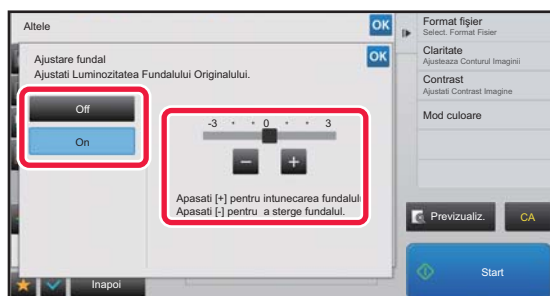 Altele
OK
Ajustare fundal
Ajustati Luminozitatea Fundalului Originalului.
OK
Off
On
-3 0 3
Apasati [+] pentru intunecarea
Apasati [-] pentru a sterge fundalul.
Inapoi
Format fişier
Select. Format Fisier
Claritate
Ajusteaza Conturul Imaginii
Contrast
Ajustati Contrast Imagine
Mod culoare
Previzualiz.
CA
Start